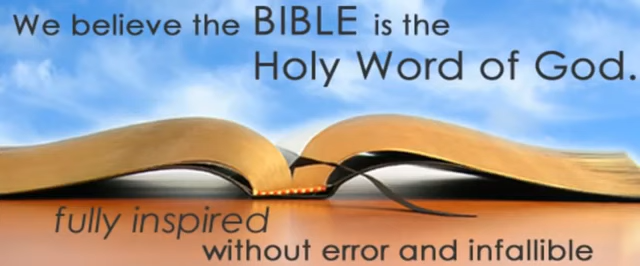 We believe the BIBLE is the
Holy Word of God.
fully inspired
without error and infallible